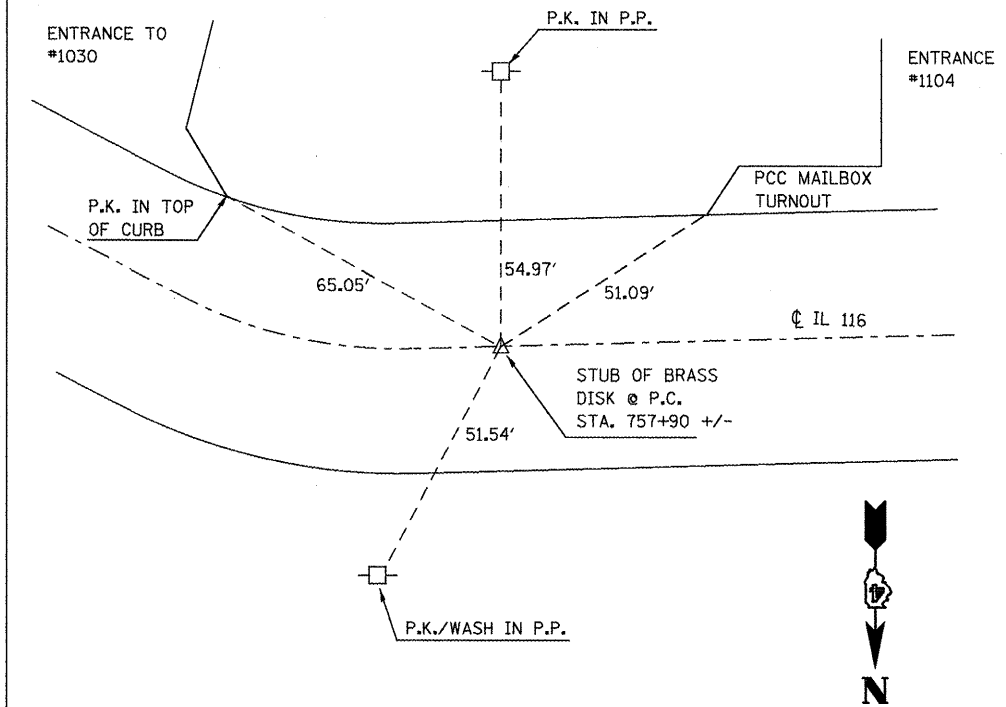 P.K. IN P.P.
ENTRANCE TO
#1030
ENTRANCE
#1104
P.K. IN TOP
OF CURB
PCC MAILBOX
TURNOUT
65.05'
54.97'
51.09'
℄ IL 116
STUB OF BRASS
DISK @ P.C.
STA. 757+90 +/-
51.54'
P.K./WASH IN P.P.
N